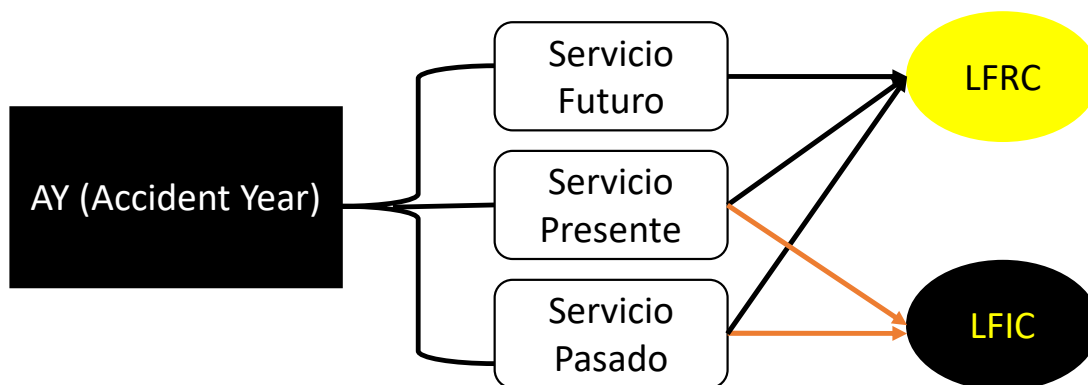 Servicio
Futuro
LFRC
AY (Accident Year)
Servicio
Presente
Servicio
Pasado
LFIC